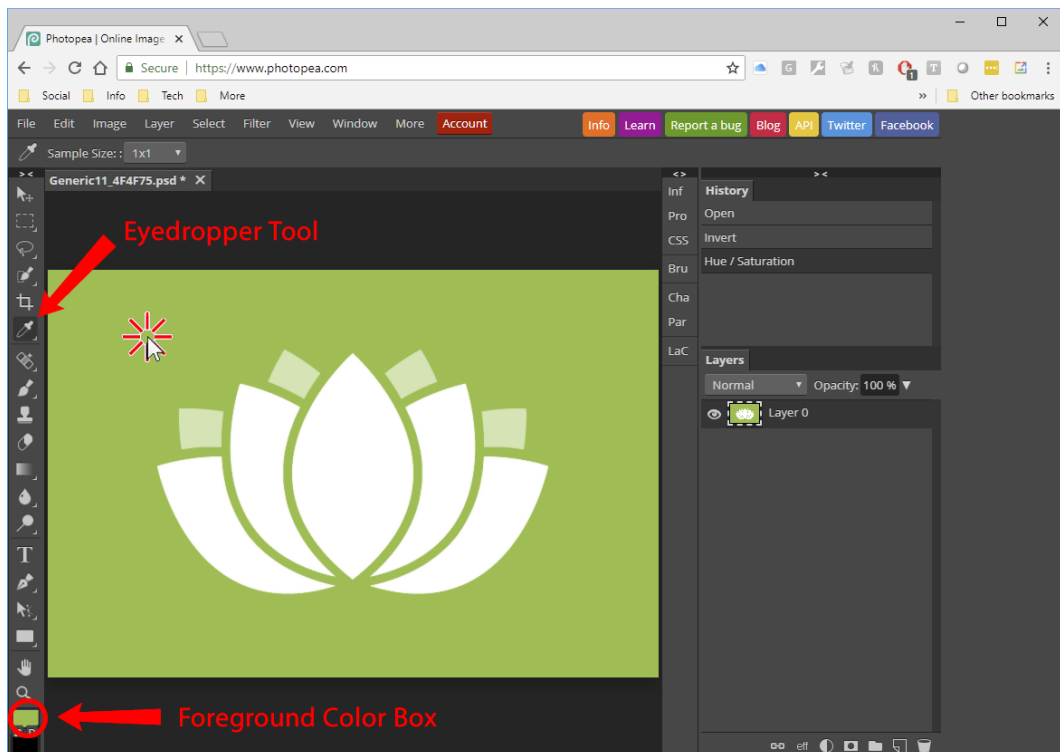 Photopea | Online Image
Secure | https://www.photopea.com
G
1
T
Social Info Tech More
» Other bookmarks
File Edit Image Layer Select Filter View Window More Account
Info Learn Report a bug Blog API Twitter Facebook
Sample Size: : 1x1
> <
Generic11_4F4F75.psd *
< >
> <
Inf
Pro
CSS
Bru
Cha
Par
LaC
History
Open
Invert
Hue / Saturation
Eyedropper Tool
Layers
Normal Opacity: 100 %
Layer 0
T
Foreground Color Box
eff